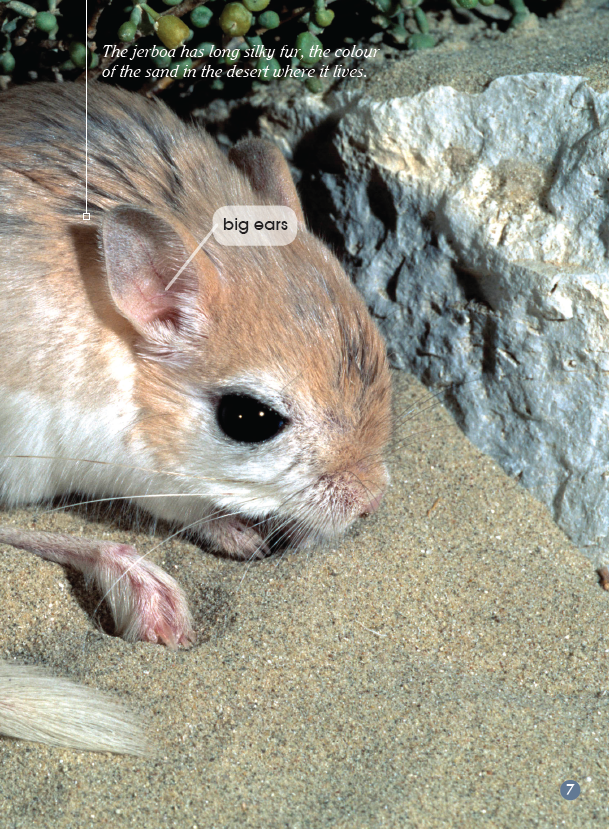 The jerboa has long silky fur, the colour
of the sand in the desert where it lives.
big ears
7